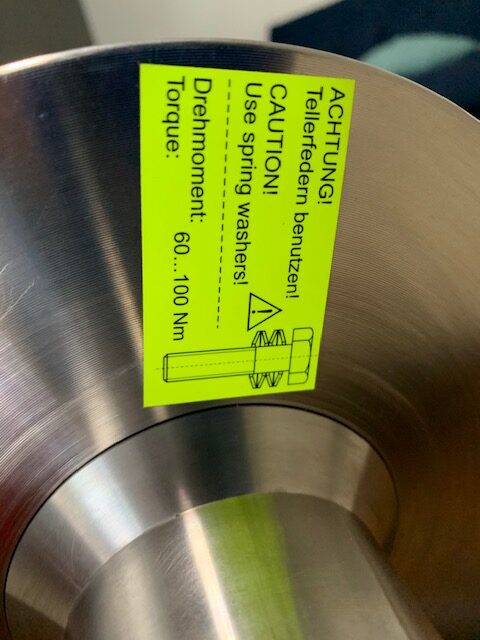 ACHTUNG!
Tellerfedern benutzen!
CAUTION!
Use spring washers!
Drehmoment: 60...100 Nm
Torque: